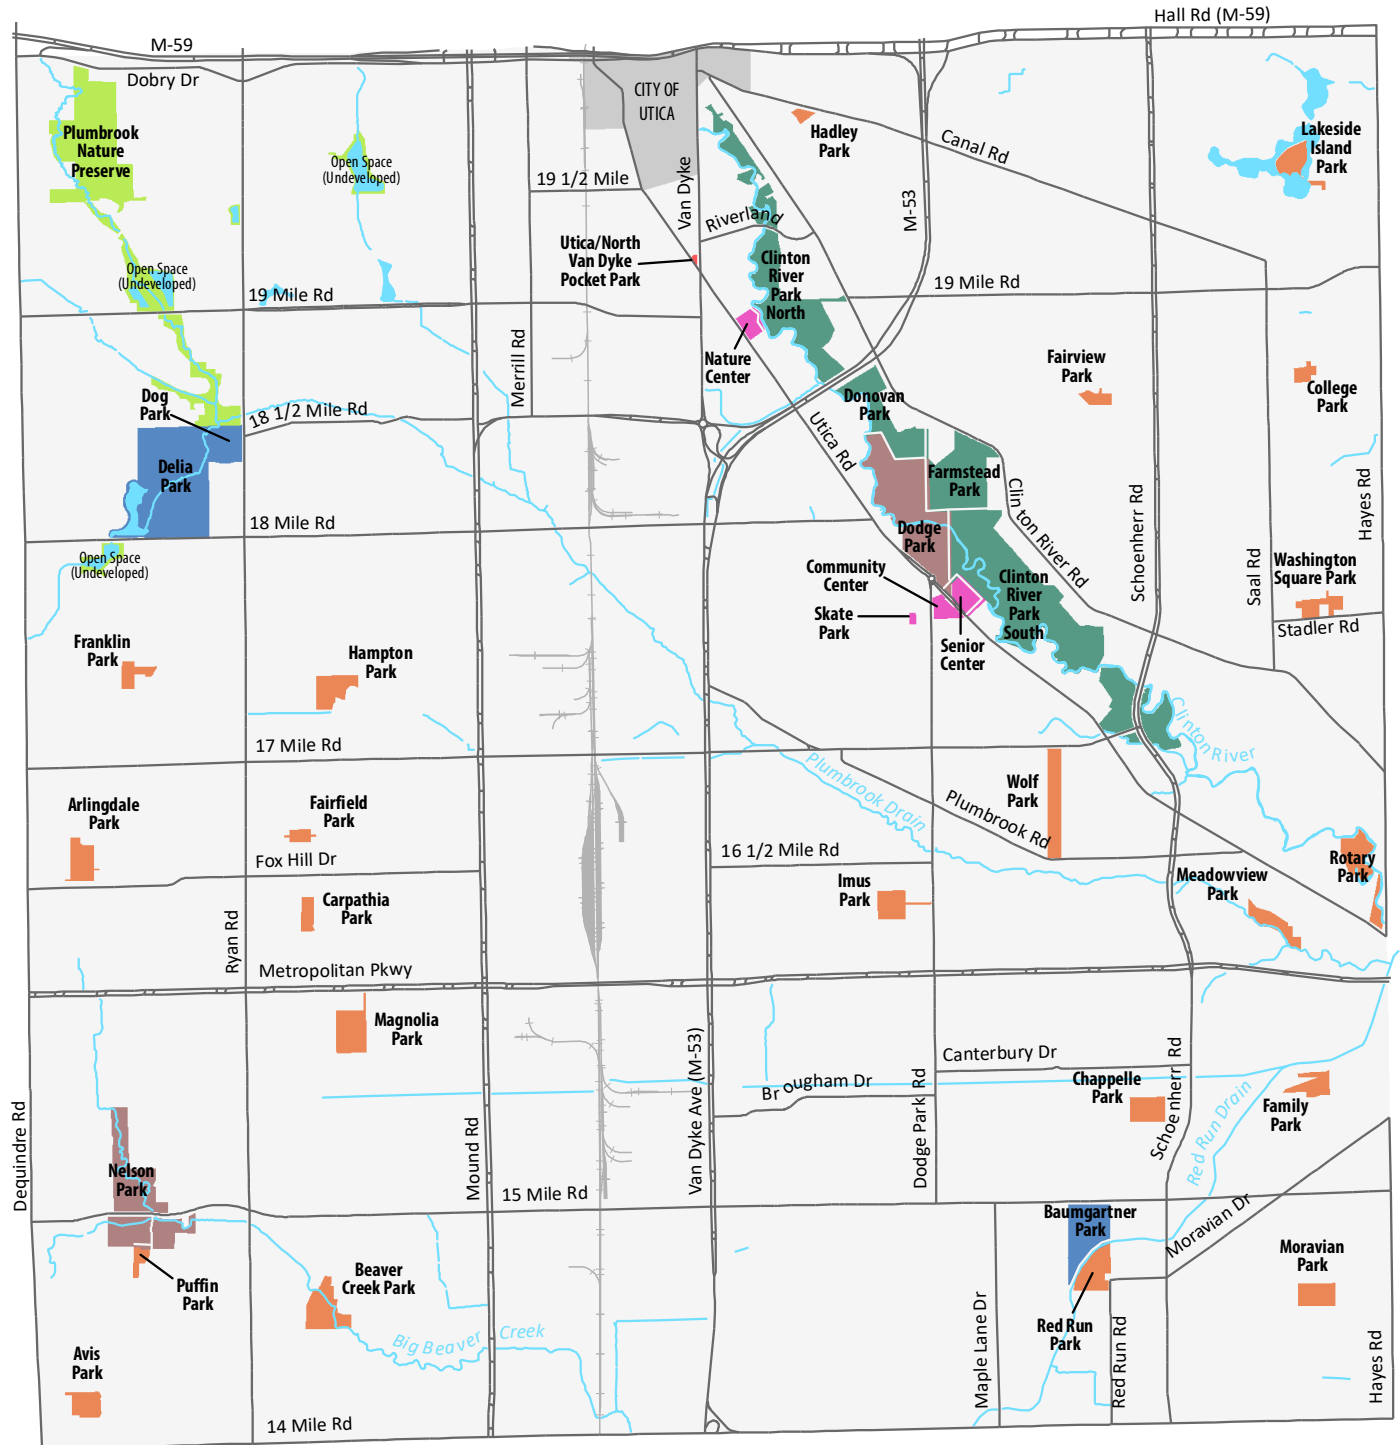 Hall Rd (M-59)
M-59
Dobry Dr
CITY OF
UTICA
Plumbrook
Nature
Preserve
Open Space
(Undeveloped)
Hadley
Park
Canal Rd
Lakeside
Island
Park
19 1/2 Mile
Van Dyke
M-53
Riverland
Utica/North
Van Dyke
Pocket Park
Clinton
River
Park
North
Open Space
(Undeveloped)
19 Mile Rd
19 Mile Rd
Merrill Rd
Nature
Center
Fairview
Park
College
Park
Dog
Park
18 1/2 Mile Rd
Donovan
Park
Utica Rd
Delia
Park
Farmstead
Park
Clinton River Rd
Schoenherr Rd
Hayes Rd
18 Mile Rd
Dodge
Park
Open Space
(Undeveloped)
Community
Center
Clinton
River
Park
South
Saal Rd
Washington
Square Park
Skate
Park
Stadler Rd
Franklin
Park
Hampton
Park
Senior
Center
Clinton River
17 Mile Rd
Plumbrook Drain
Wolf
Park
Plumbrook Rd
Arlingdale
Park
Fairfield
Park
Fox Hill Dr
16 1/2 Mile Rd
Rotary
Park
Imus
Park
Meadowview
Park
Carpathia
Park
Ryan Rd
Metropolitan Pkwy
Magnolia
Park
Van Dyke Ave (M-53)
Canterbury Dr
Brougham Dr
Chappelle
Park
Schoenherr Rd
Red Run Drain
Family
Park
Dequindre Rd
Mound Rd
Dodge Park Rd
Nelson
Park
15 Mile Rd
Baumgartner
Park
Moravian Dr
Moravian
Park
Puffin
Park
Beaver
Creek Park
Big Beaver Creek
Maple Lane Dr
Red Run
Park
Red Run Rd
Hayes Rd
Avis
Park
14 Mile Rd